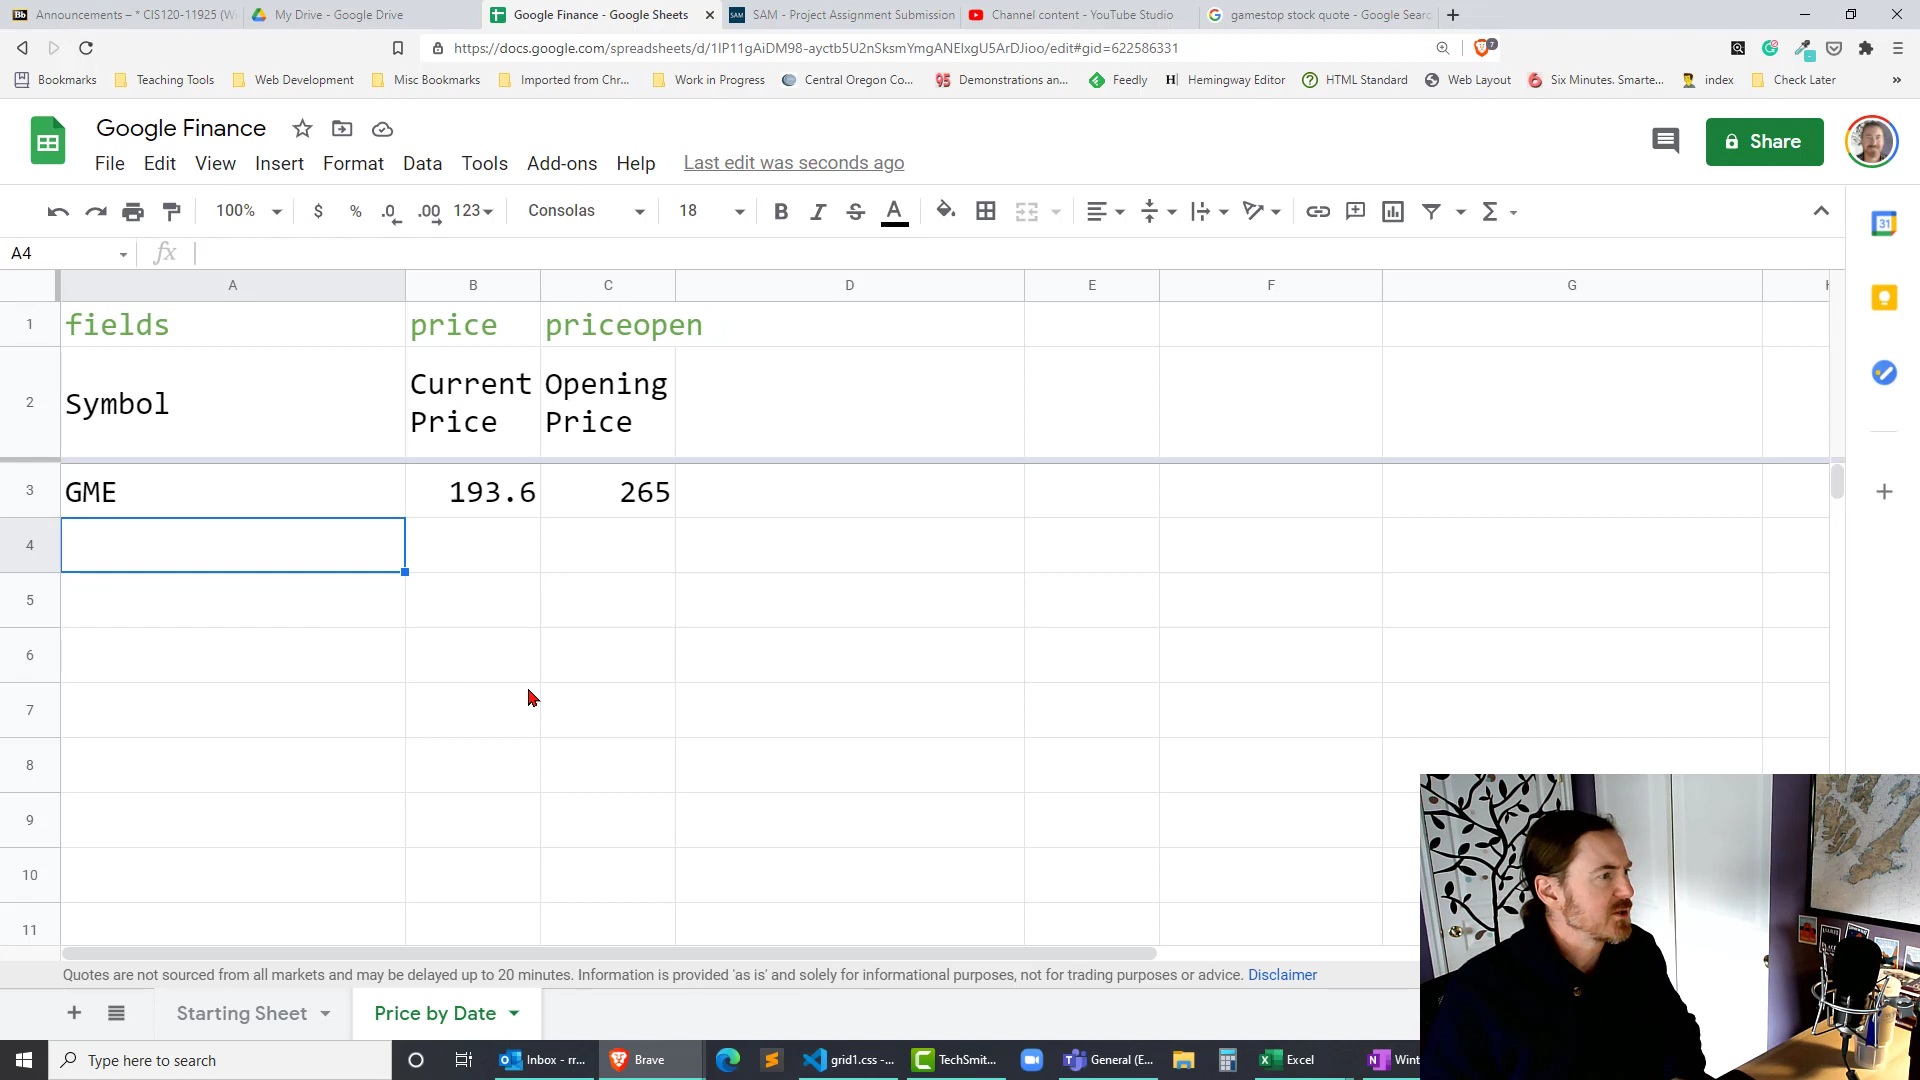 Announcements – * CIS120-11925 (Wi
My Drive - Google Drive
Google Finance - Google Sheets
SAM - Project Assignment Submission
Channel content - YouTube Studio
gamestop stock quote - Google Sear
https://docs.google.com/spreadsheets/d/1IP11gAiDM98-ayctb5U2nSksmYmgANEIxgU5ArDJioo/edit#gid=622586331
7
Bookmarks
Teaching Tools
Web Development
Misc Bookmarks
Imported from Chr...
Work in Progress
Central Oregon Co...
Demonstrations an...
Feedly
Hemingway Editor
HTML Standard
Web Layout
Six Minutes. Smarte...
index
Check Later
Google Finance
File
Edit
View
Insert
Format
Data
Tools
Add-ons
Help
Last edit was seconds ago
Share
100%
$
%
.0
.00
123
Consolas
18
B
I
S
A
Σ
31
A4
fx
A
B
C
D
E
F
G
1
fields
price
priceopen
2
Symbol
Current
Price
Opening
Price
3
GME
193.6
265
4
5
6
7
8
9
10
11
Quotes are not sourced from all markets and may be delayed up to 20 minutes. Information is provided 'as is' and solely for informational purposes, not for trading purposes or advice. Disclaimer
Starting Sheet
Price by Date
Type here to search
Inbox - rr...
Brave
grid1.css -...
TechSmit...
General (E...
Excel
Wint